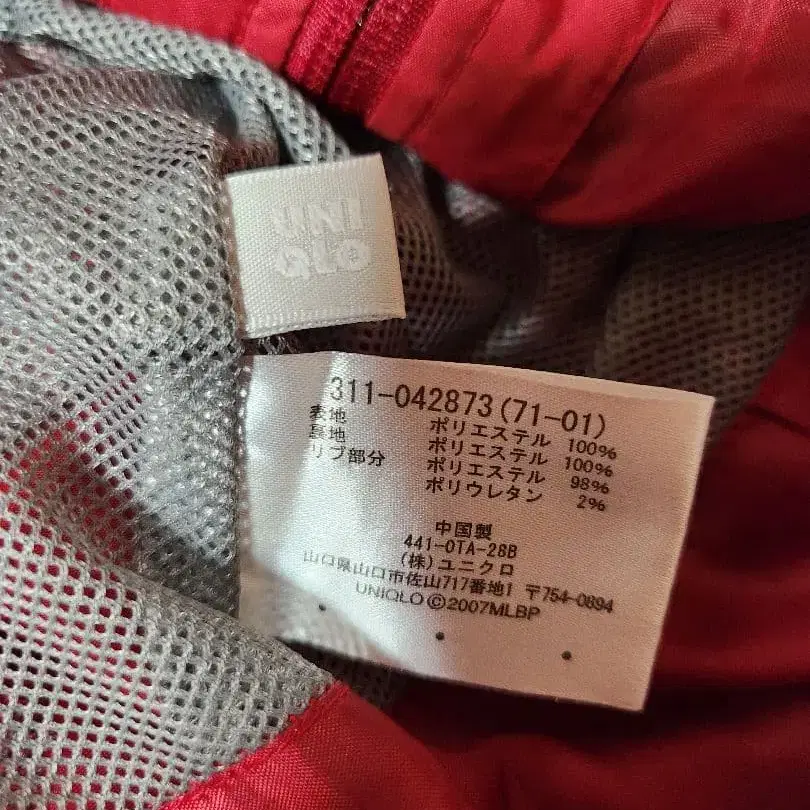 UNI
QLO
311-042873(71-01)
表地 ポリエステル 100%
裏地 ポリエステル 100%
リブ部分 ポリエステル 98%
ポリウレタン 2%
中国製
441-OTA-28B
(株)ユニクロ
山口県山口市佐山717番地1 〒754-0894
UNIQLO©2007MLBP